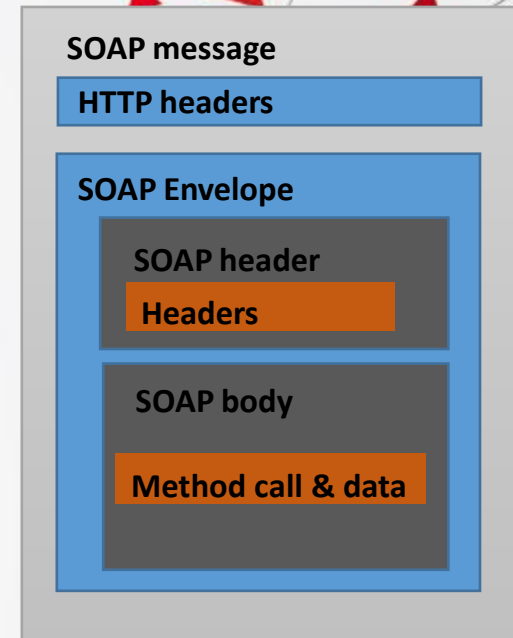 SOAP message
HTTP headers
SOAP Envelope
SOAP header
Headers
SOAP body
Method call & data